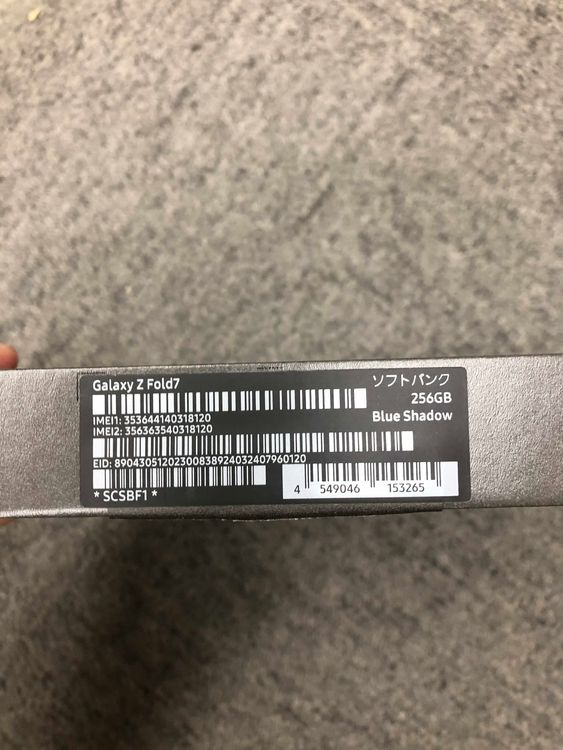 Galaxy Z Fold7
ソフトバンク
256GB
Blue Shadow
IMEI1: 353644140318120
IMEI2: 356363540318120
EID: 89043051202300838924032407960120
* SCSBF1 *
4 549046 153265